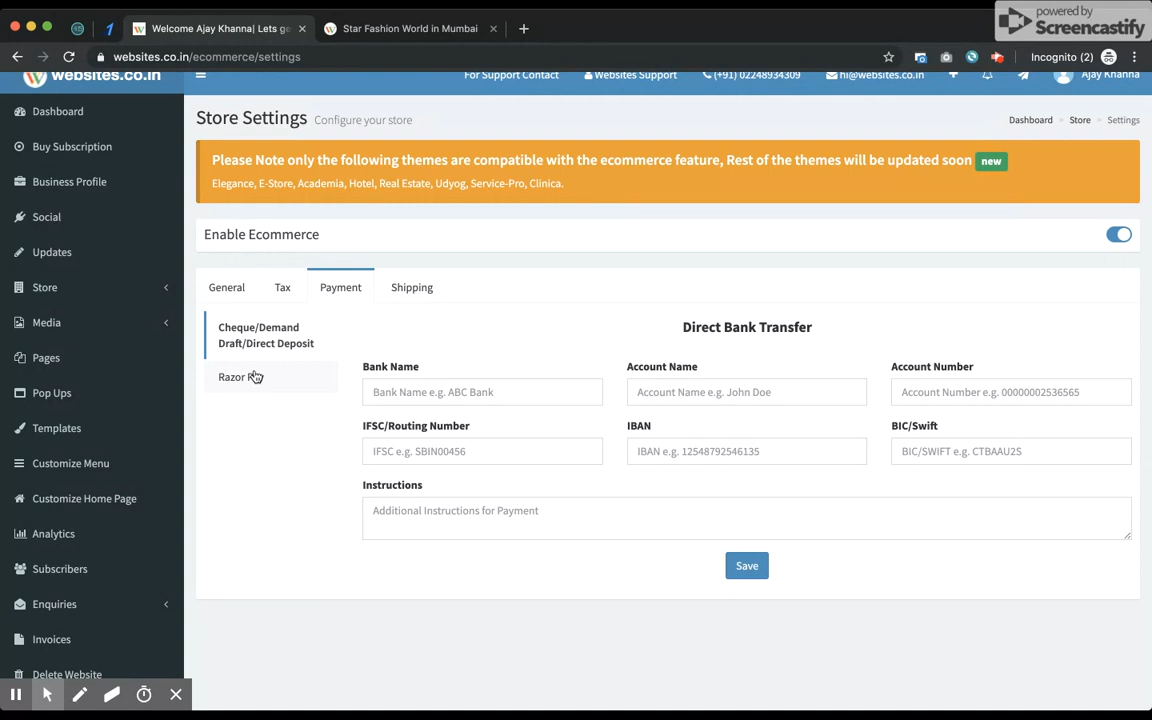 Welcome Ajay Khanna| Lets ge
Star Fashion World in Mumbai
powered by
Screencastify
websites.co.in/ecommerce/settings
Incognito (2)
websites.co.in
For Support Contact
Websites Support
(+91) 02248934309
hi@websites.co.in
Ajay Khanna
Dashboard
Buy Subscription
Business Profile
Social
Updates
Store
Media
Pages
Pop Ups
Templates
Customize Menu
Customize Home Page
Analytics
Subscribers
Enquiries
Invoices
Delete Website
Store Settings Configure your store
Dashboard > Store > Settings
Please Note only the following themes are compatible with the ecommerce feature, Rest of the themes will be updated soon new
Elegance, E-Store, Academia, Hotel, Real Estate, Udyog, Service-Pro, Clinica.
Enable Ecommerce
General Tax Payment Shipping
Cheque/Demand
Draft/Direct Deposit
Razor
Direct Bank Transfer
Bank Name Account Name Account Number
Bank Name e.g. ABC Bank Account Name e.g. John Doe Account Number e.g. 00000002536565
IFSC/Routing Number IBAN BIC/Swift
IFSC e.g. SBIN00456 IBAN e.g. 12548792546135 BIC/SWIFT e.g. CTBAAU2S
Instructions
Additional Instructions for Payment
Save